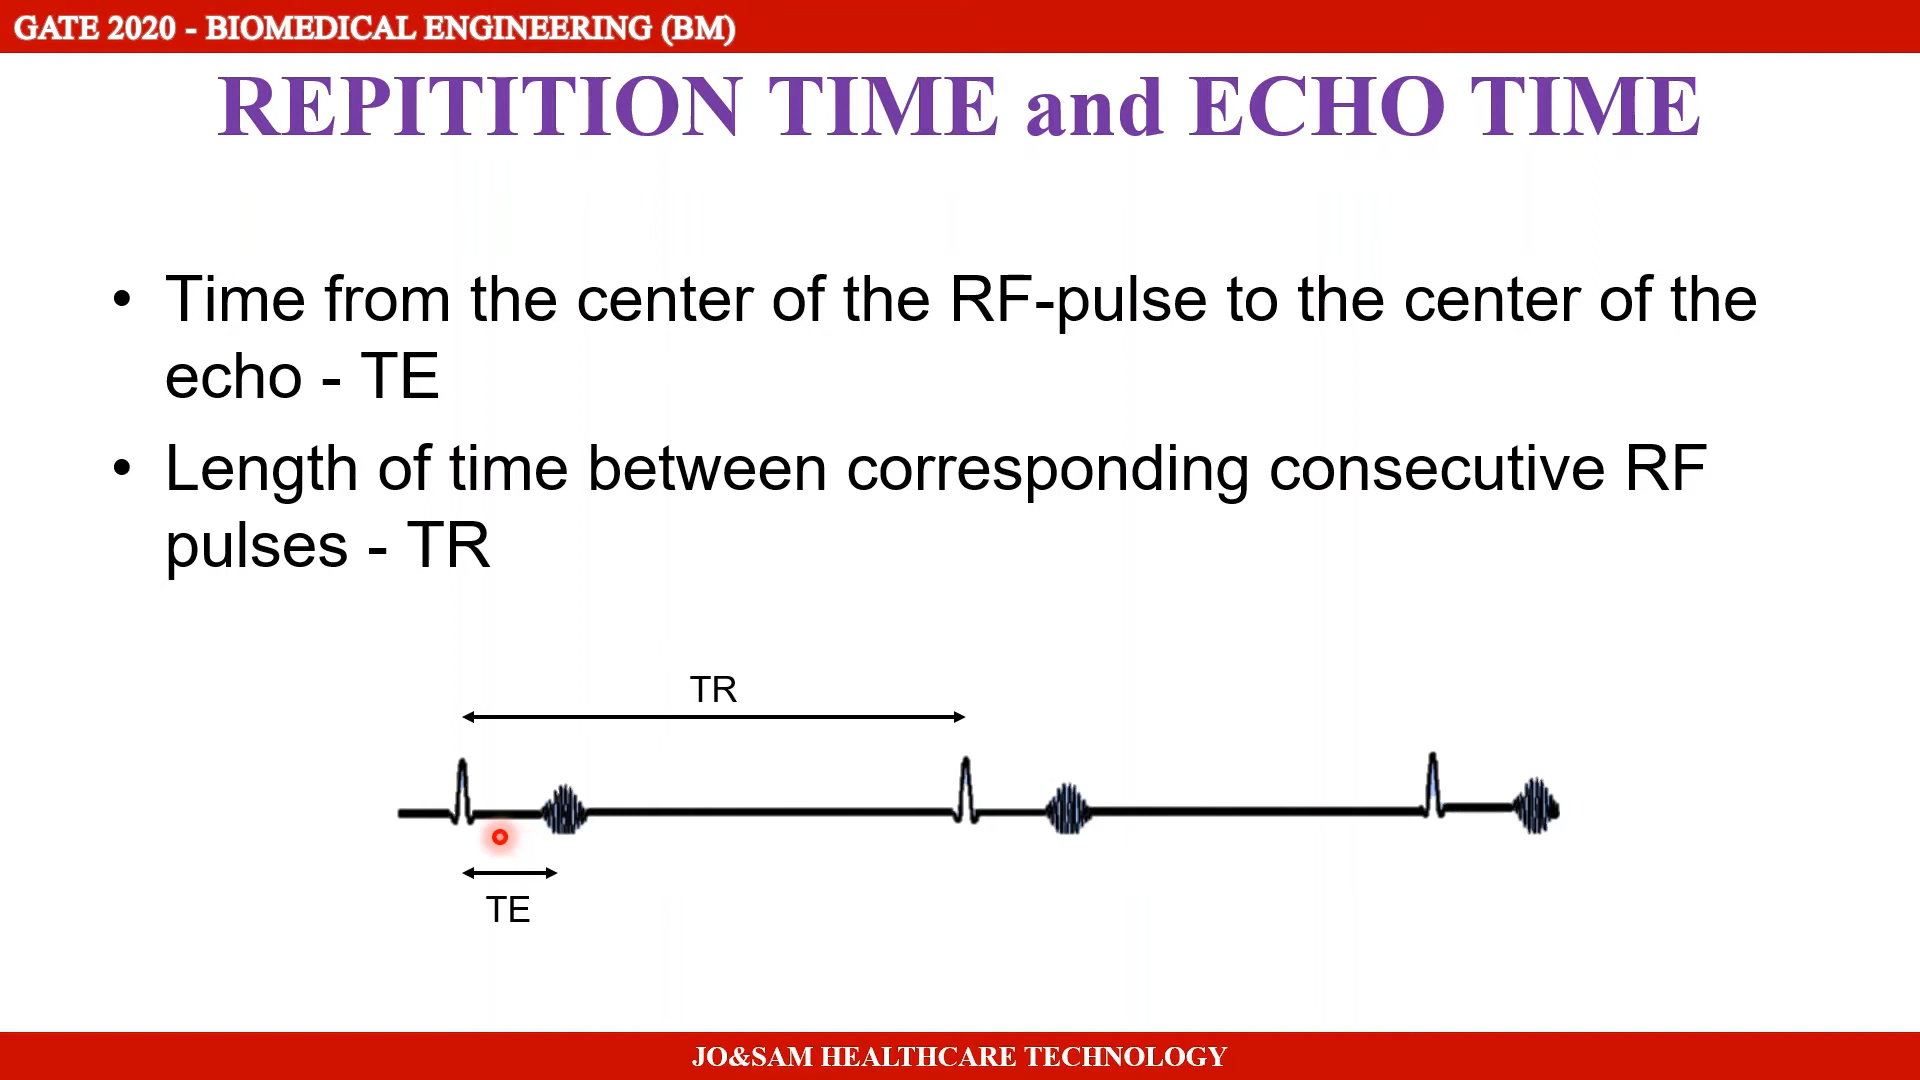 GATE 2020 - BIOMEDICAL ENGINEERING (BM)
REPITITION TIME and ECHO TIME
• Time from the center of the RF-pulse to the center of the
echo - TE
• Length of time between corresponding consecutive RF
pulses - TR
TR
TE
JO&SAM HEALTHCARE TECHNOLOGY